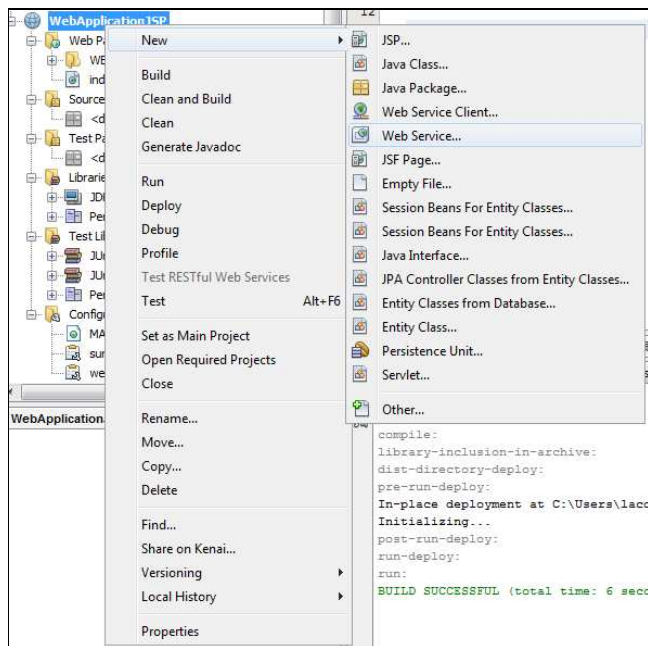 12
WebApplicationJSP
Web Pa
WE
ind
Source
<d
Test Pa
<d
Librarie
JD
Per
Test Lib
JU
JU
Per
Config
MA
sur
we
WebApplication
New
Build
Clean and Build
Clean
Generate Javadoc
Run
Deploy
Debug
Profile
Test RESTful Web Services
Test Alt+F6
Set as Main Project
Open Required Projects
Close
Rename...
Move...
Copy...
Delete
Find...
Share on Kenai...
Versioning
Local History
Properties
JSP...
Java Class...
Java Package...
Web Service Client...
Web Service...
JSF Page...
Empty File...
Session Beans For Entity Classes...
Session Beans For Entity Classes...
Java Interface...
JPA Controller Classes from Entity Classes...
Entity Classes from Database...
Entity Class...
Persistence Unit...
Servlet...
Other...
compile:
library-inclusion-in-archive:
dist-directory-deploy:
pre-run-deploy:
In-place deployment at C:\Users\lacc
Initializing...
post-run-deploy:
run-deploy:
run:
BUILD SUCCESSFUL (total time: 6 seco